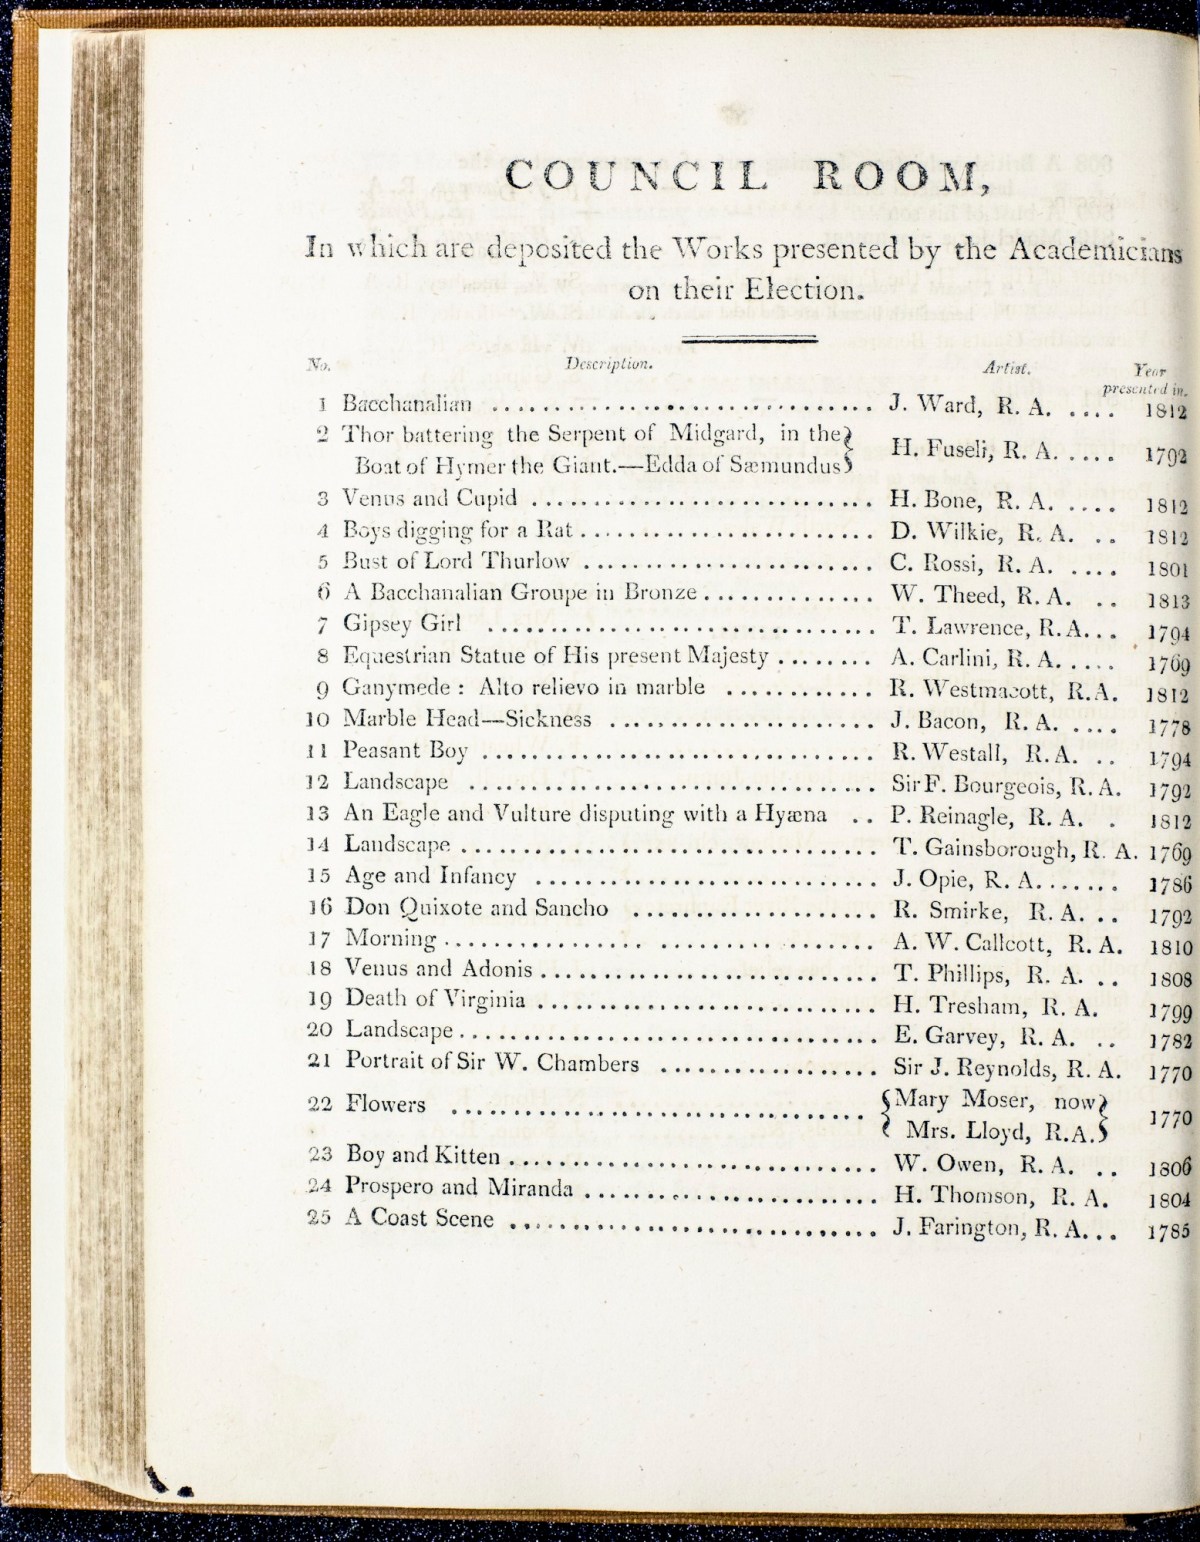 COUNCIL ROOM,
In which are deposited the Works presented by the Academicians
on their Election.
No. Description. Artist. Year
presented in.
1 Bacchanalian .................................. J. Ward, R. A. .... 1812
2 Thor battering the Serpent of Midgard, in the
Boat of Hymer the Giant.—Edda of Sæmundus } H. Fuseli, R. A. ..... 1792
3 Venus and Cupid .............................. H. Bone, R. A. .... 1812
4 Boys digging for a Rat ......................... D. Wilkie, R. A. .. 1812
5 Bust of Lord Thurlow ......................... C. Rossi, R. A. .... 1801
6 A Bacchanalian Groupe in Bronze ............... W. Theed, R. A. .. 1813
7 Gipsey Girl .................................. T. Lawrence, R. A... 1794
8 Equestrian Statue of His present Majesty ........ A. Carlini, R. A. .... 1769
9 Ganymede : Alto relievo in marble ............ R. Westmacott, R. A. 1812
10 Marble Head—Sickness ....................... J. Bacon, R. A. .... 1778
11 Peasant Boy .................................. R. Westall, R. A. .. 1794
12 Landscape .................................. Sir F. Bourgeois, R. A. 1792
13 An Eagle and Vulture disputing with a Hyæna .. P. Reinagle, R. A. . 1812
14 Landscape .................................. T. Gainsborough, R. A. 1769
15 Age and Infancy .............................. J. Opie, R. A....... 1786
16 Don Quixote and Sancho ..................... R. Smirke, R. A. .. 1792
17 Morning .................................. A. W. Callcott, R. A. 1810
18 Venus and Adonis ............................ T. Phillips, R. A. .. 1808
19 Death of Virginia ............................ H. Tresham, R. A. 1799
20 Landscape .................................. E. Garvey, R. A. .. 1782
21 Portrait of Sir W. Chambers .................. Sir J. Reynolds, R. A. 1770
22 Flowers .................................. { Mary Moser, now
Mrs. Lloyd, R.A. } 1770
23 Boy and Kitten .............................. W. Owen, R. A. .. 1806
24 Prospero and Miranda ........................ H. Thomson, R. A. 1804
25 A Coast Scene .............................. J. Farington, R. A... 1785